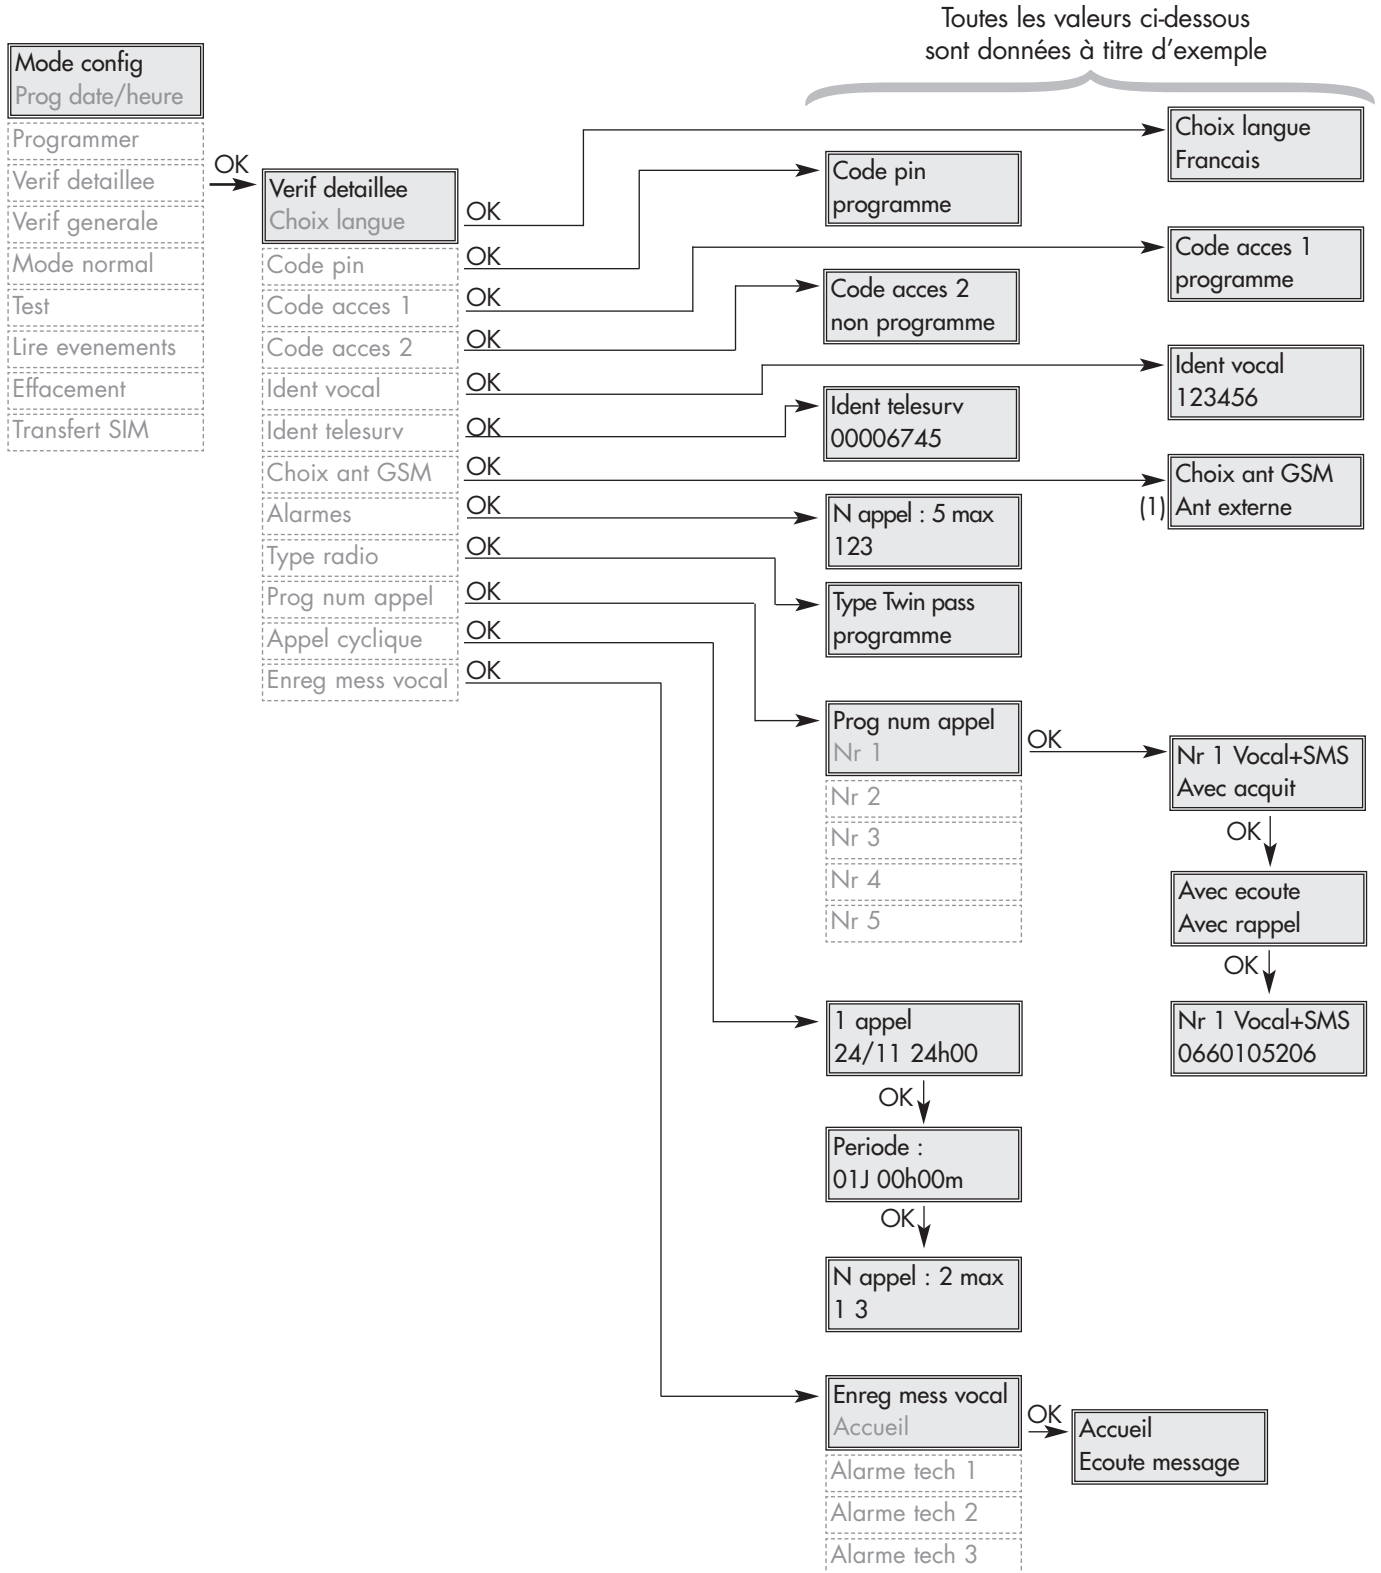 Toutes les valeurs ci-dessous
sont données à titre d'exemple
Mode config
Prog date/heure
Programmer
Verif detaillee
Verif generale
Mode normal
Test
Lire evenements
Effacement
Transfert SIM
OK
Verif detaillee
Choix langue
Code pin
Code acces 1
Code acces 2
Ident vocal
Ident telesurv
Choix ant GSM
Alarmes
Type radio
Prog num appel
Appel cyclique
Enreg mess vocal
OK
OK
OK
OK
OK
OK
OK
OK
OK
OK
OK
OK
Choix langue
Francais
Code pin
programme
Code acces 1
programme
Code acces 2
non programme
Ident vocal
123456
Ident telesurv
00006745
Choix ant GSM
(1) Ant externe
N appel : 5 max
123
Type Twin pass
programme
Prog num appel
Nr 1
Nr 2
Nr 3
Nr 4
Nr 5
OK
Nr 1 Vocal+SMS
Avec acquit
OK
Avec ecoute
Avec rappel
OK
Nr 1 Vocal+SMS
0660105206
1 appel
24/11 24h00
OK
Periode :
01J 00h00m
OK
N appel : 2 max
1 3
Enreg mess vocal
Accueil
Alarme tech 1
Alarme tech 2
Alarme tech 3
OK
Accueil
Ecoute message